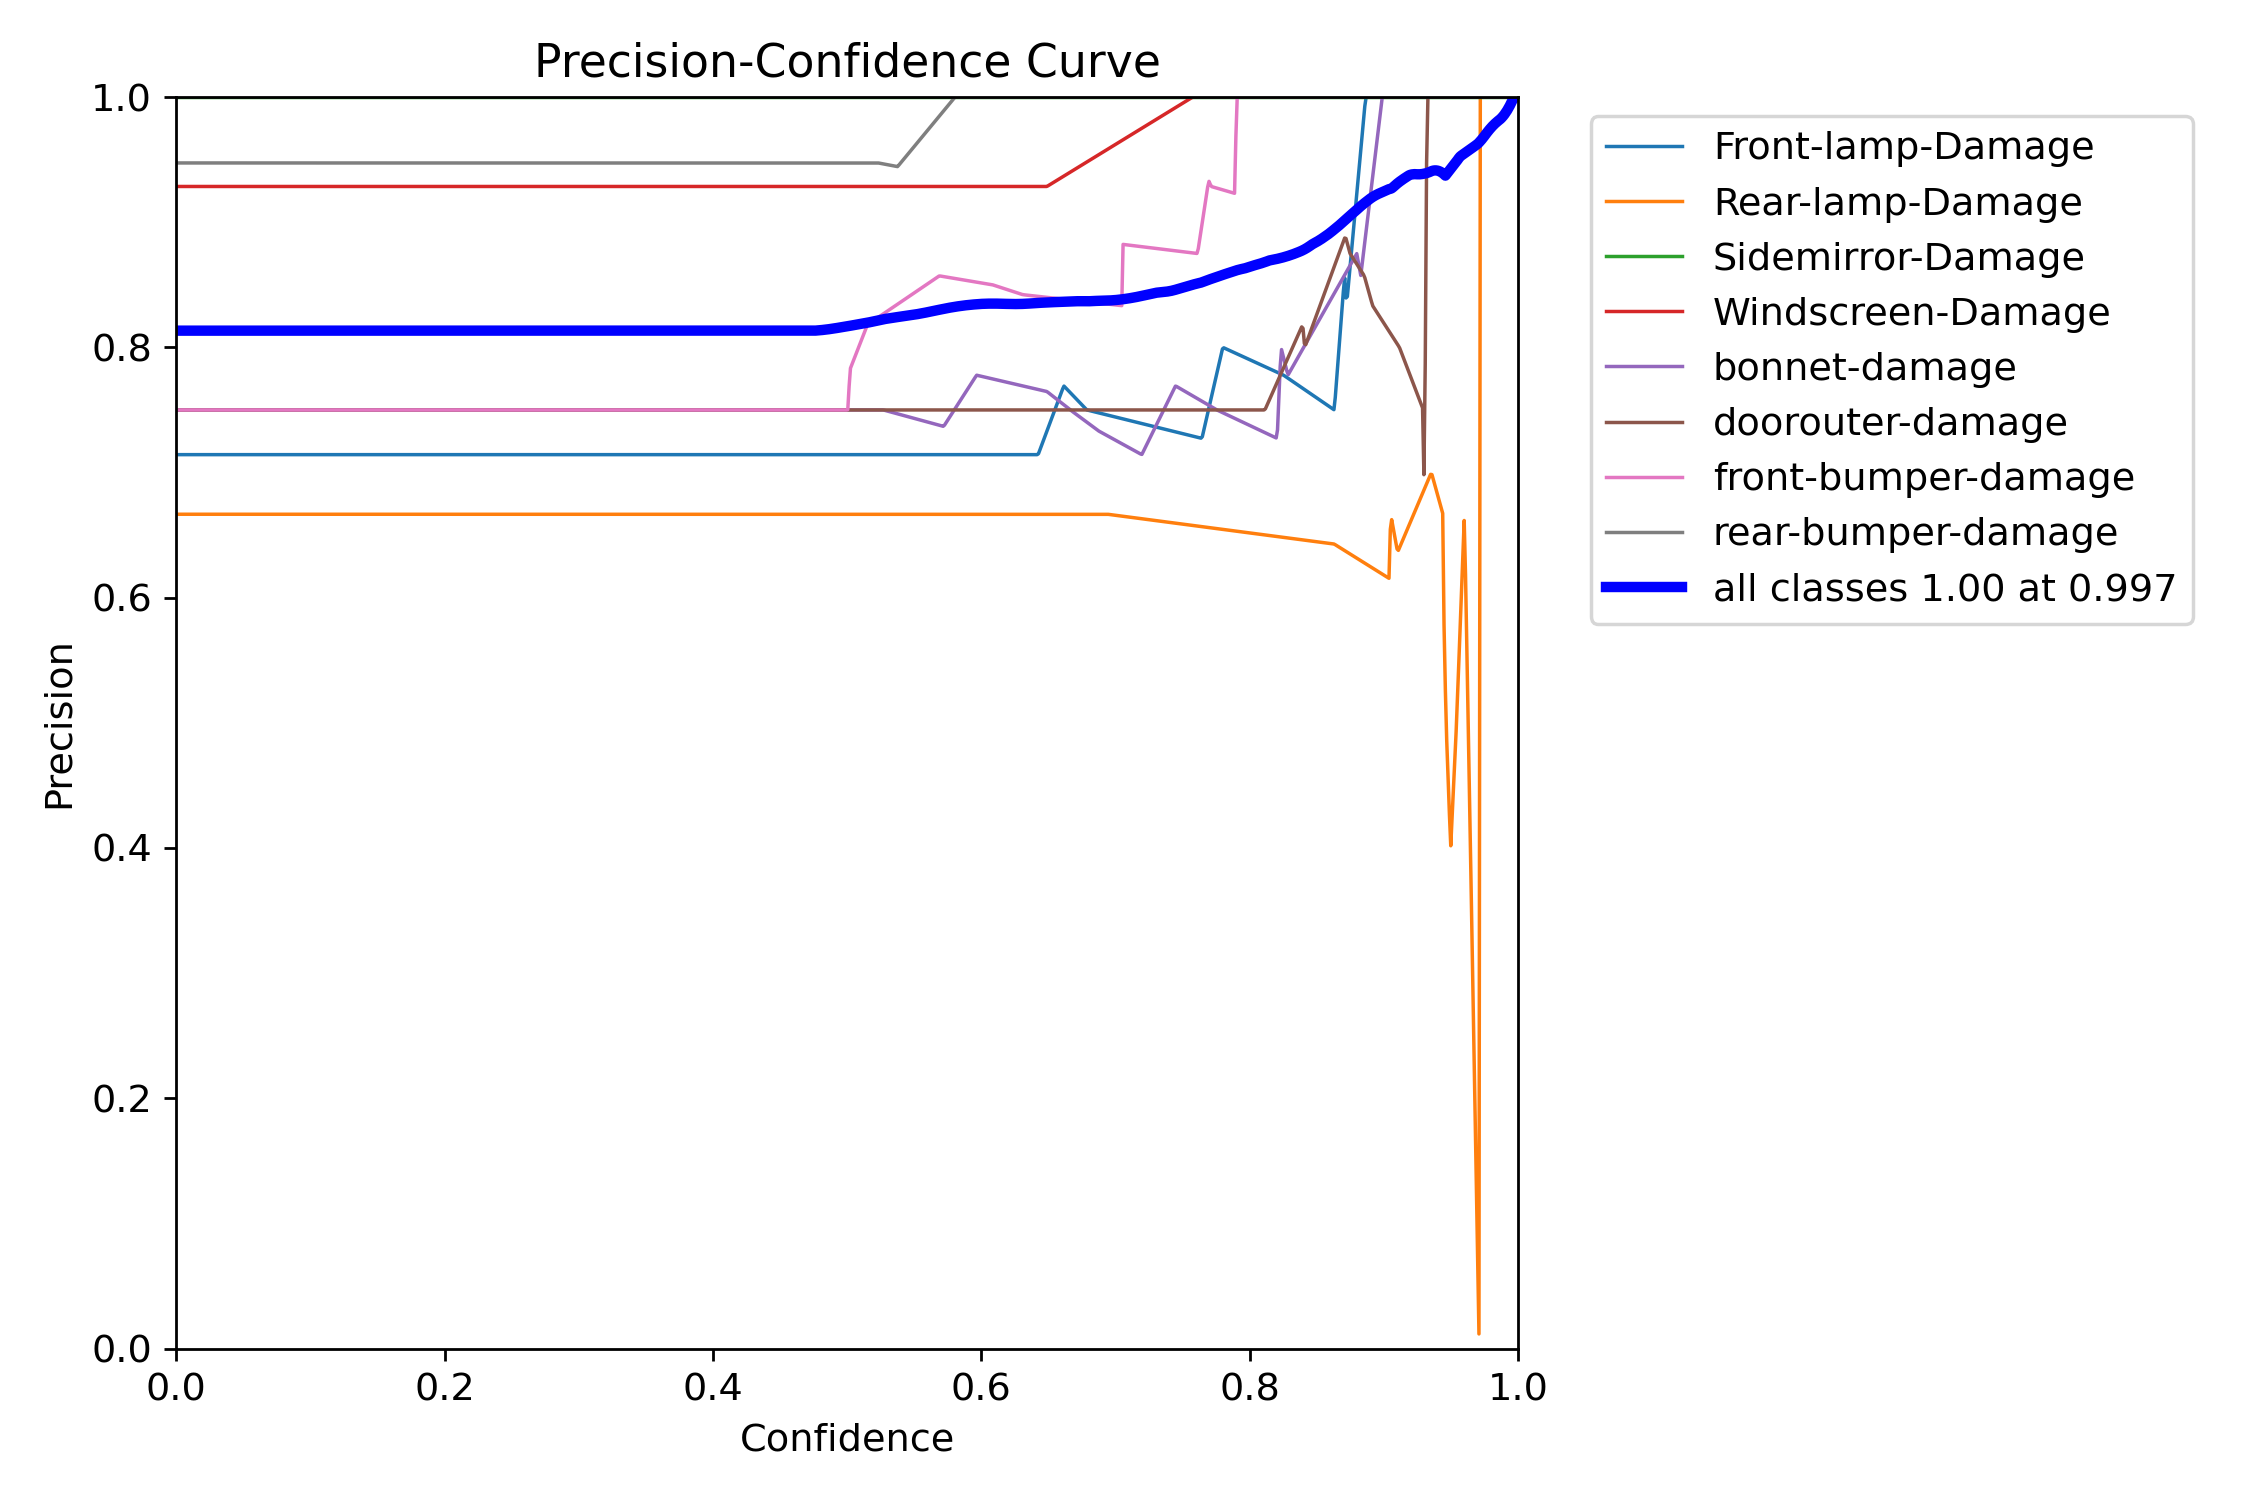 Precision-Confidence Curve
1.0
0.8
0.6
0.4
0.2
0.0
Precision
0.0 0.2 0.4 0.6 0.8 1.0
Confidence
Front-lamp-Damage
Rear-lamp-Damage
Sidemirror-Damage
Windscreen-Damage
bonnet-damage
doorouter-damage
front-bumper-damage
rear-bumper-damage
all classes 1.00 at 0.997